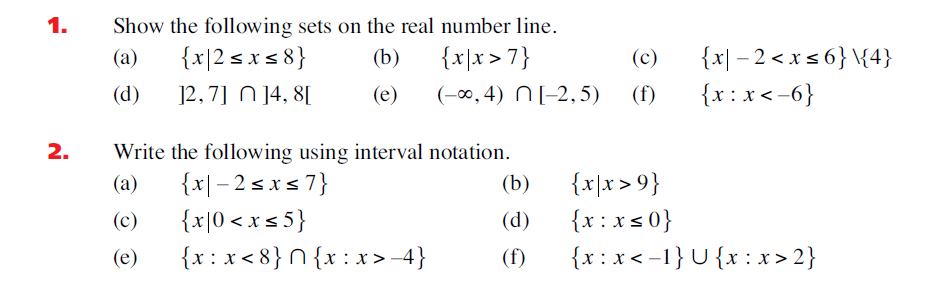 1. Show the following sets on the real number line.
(a) {x|2 ≤ x ≤ 8} (b) {x|x > 7} (c) {x| – 2 < x ≤ 6} \{4}
(d) ]2, 7] ∩ ]4, 8[ (e) (–∞, 4) ∩ [–2, 5) (f) {x : x < –6}
2. Write the following using interval notation.
(a) {x| – 2 ≤ x ≤ 7} (b) {x|x > 9}
(c) {x|0 < x ≤ 5} (d) {x : x ≤ 0}
(e) {x : x < 8} ∩ {x : x > –4} (f) {x : x < –1} ∪ {x : x > 2}